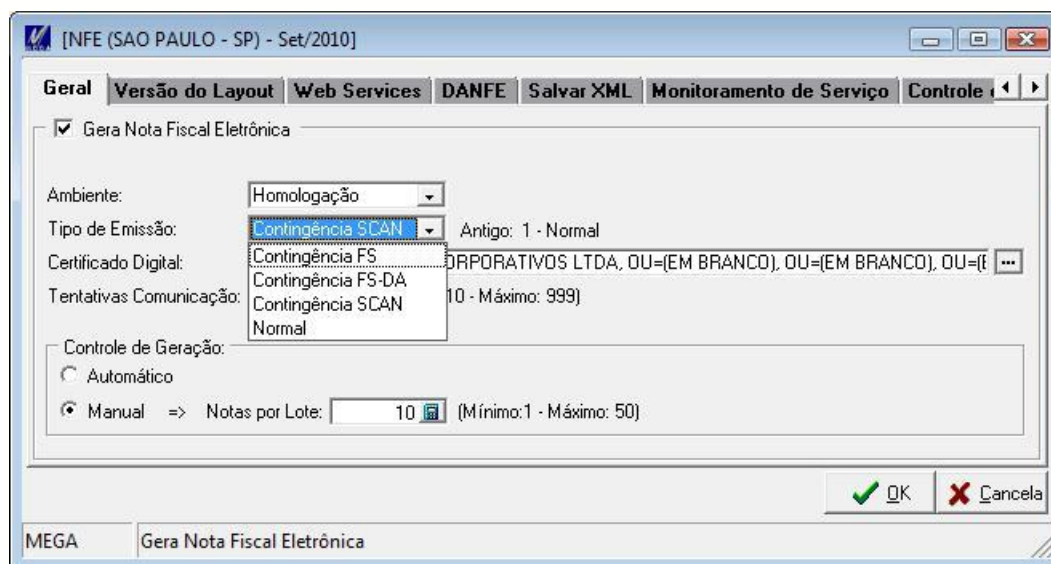 [NFE (SAO PAULO - SP) - Set/2010]
Geral Versão do Layout Web Services DANFE Salvar XML Monitoramento de Serviço Controle
Gera Nota Fiscal Eletrônica
Ambiente: Homologação
Tipo de Emissão: Contingência SCAN Antigo: 1 - Normal
Contingência FS
Certificado Digital: ORPORATIVOS LTDA, OU=(EM BRANCO), OU=(EM BRANCO), OU=(E ...
Contingência FS-DA
Tentativas Comunicação: 10 - Máximo: 999)
Contingência SCAN
Normal
Controle de Geração:
Automático
Manual => Notas por Lote: 10 (Mínimo:1 - Máximo: 50)
OK Cancela
MEGA Gera Nota Fiscal Eletrônica